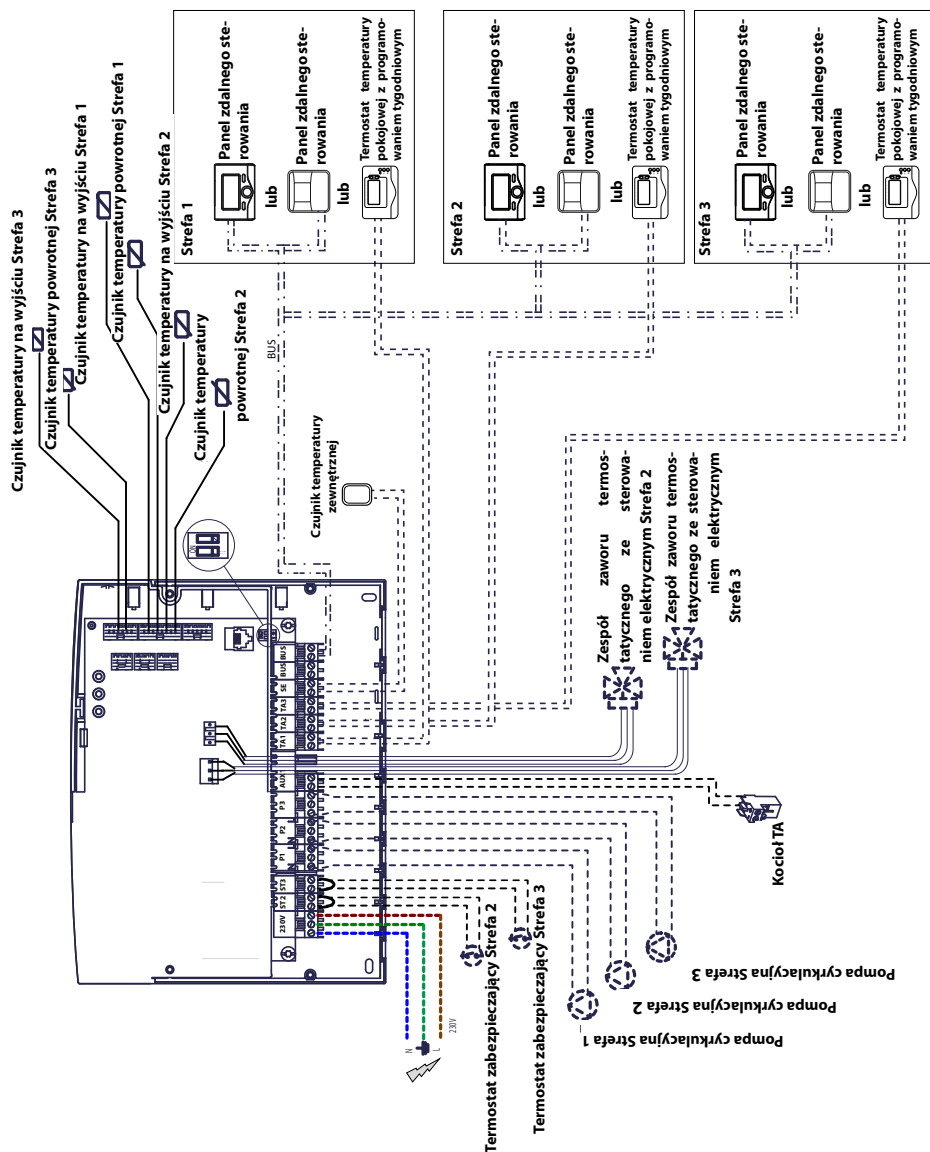 Czujnik temperatury na wyjściu Strefa 3
Czujnik temperatury powrotnej Strefa 3
Czujnik temperatury na wyjściu Strefa 1
Czujnik temperatury powrotnej Strefa 1
Czujnik temperatury na wyjściu Strefa 2
Czujnik temperatury
powrotnej Strefa 2
Strefa 1
Panel zdalnego ste-
rowania
lub
Panel zdalnego ste-
rowania
lub
Termostat temperatury
pokojowej z programo-
waniem tygodniowym
Strefa 2
Panel zdalnego ste-
rowania
lub
Panel zdalnego ste-
rowania
lub
Termostat temperatury
pokojowej z programo-
waniem tygodniowym
Strefa 3
Panel zdalnego ste-
rowania
lub
Panel zdalnego ste-
rowania
lub
Termostat temperatury
pokojowej z programo-
waniem tygodniowym
BUS
Czujnik temperatury
zewnętrznej
ON
230V
ST2
ST3
P1
P2
P3
AUX1
TA1
TA2
TA3
SE
BUS
BUS
Zespół zaworu termos-
tatycznego ze sterowa-
niem elektrycznym Strefa 2
Zespół zaworu termos-
tatycznego ze sterowa-
niem elektrycznym
Strefa 3
Kocioł TA
N
L
230V
Termostat zabezpieczający Strefa 2
Termostat zabezpieczający Strefa 3
Pompa cyrkulacyjna Strefa 1
Pompa cyrkulacyjna Strefa 2
Pompa cyrkulacyjna Strefa 3